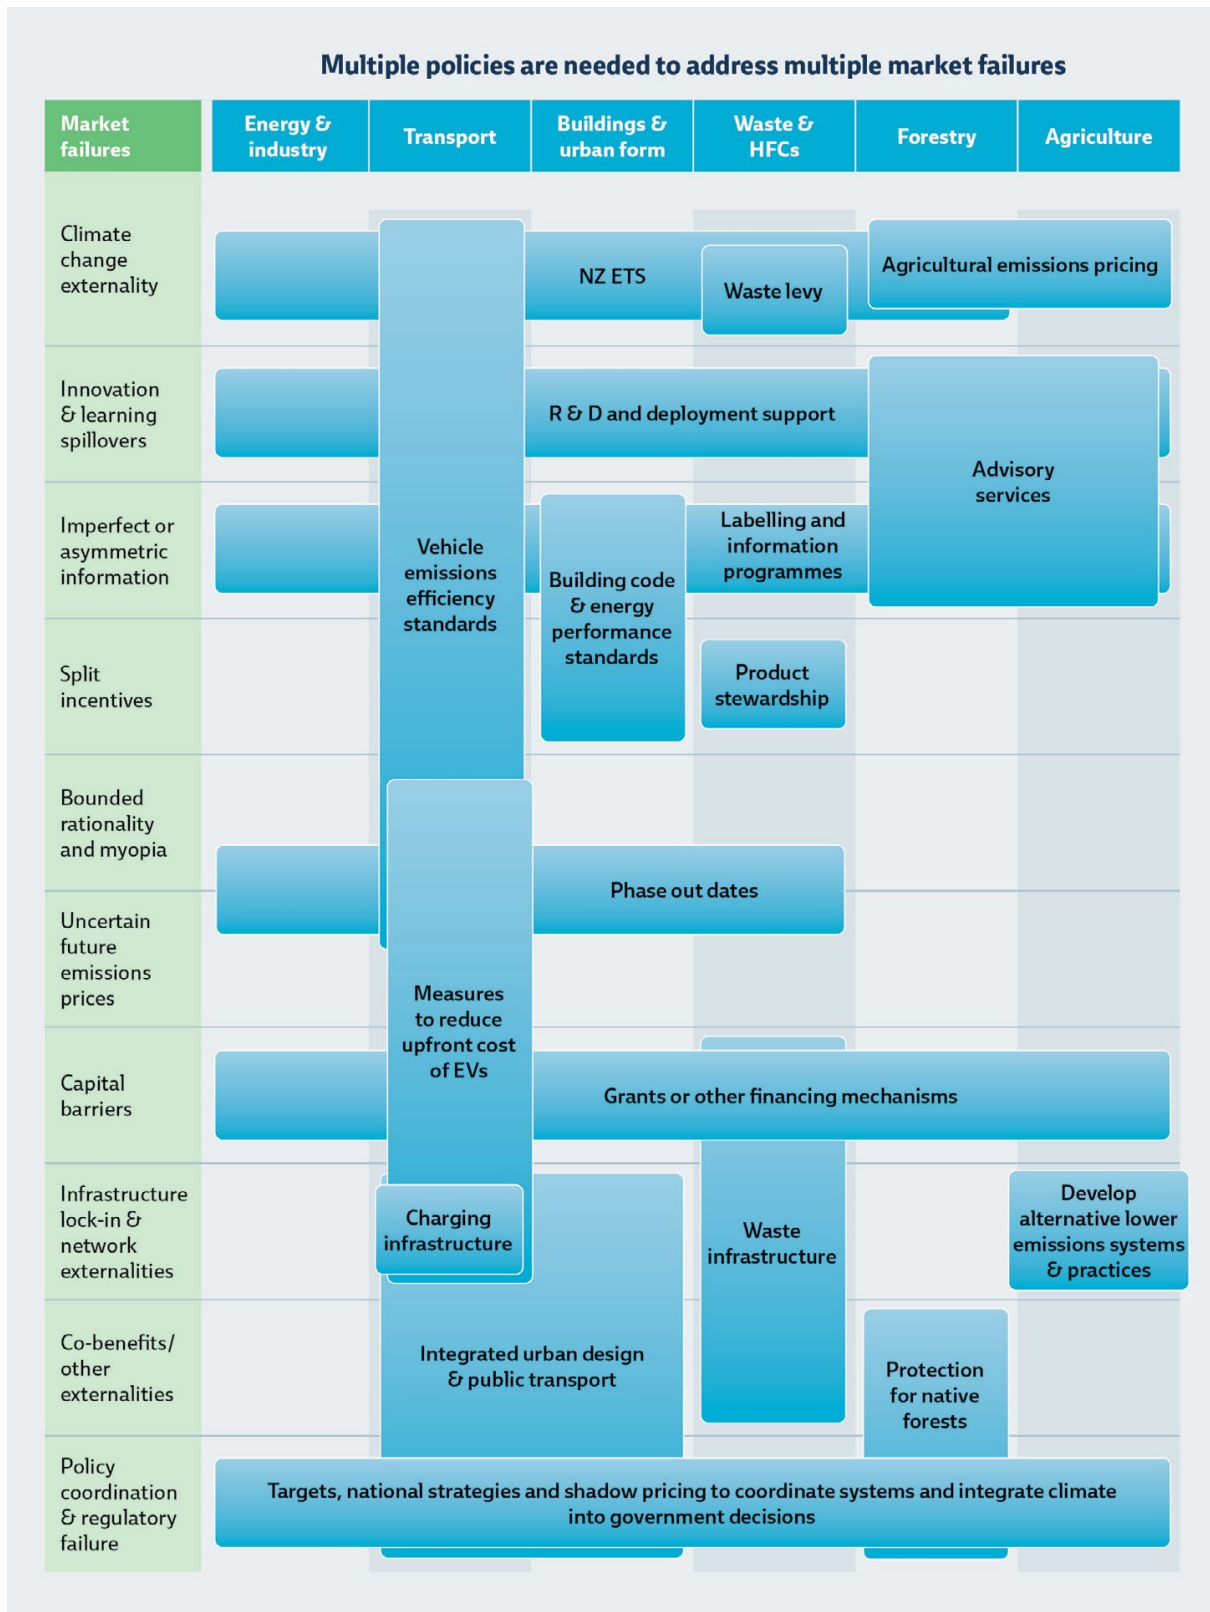 Multiple policies are needed to address multiple market failures
Market
failures
Energy &
industry
Transport
Buildings &
urban form
Waste &
HFCs
Forestry
Agriculture
Climate
change
externality
NZ ETS
Waste levy
Agricultural emissions pricing
Innovation
& learning
spillovers
R & D and deployment support
Advisory
services
Imperfect or
asymmetric
information
Vehicle
emissions
efficiency
standards
Building code
& energy
performance
standards
Labelling and
information
programmes
Split
incentives
Product
stewardship
Bounded
rationality
and myopia
Phase out dates
Uncertain
future
emissions
prices
Measures
to reduce
upfront cost
of EVs
Capital
barriers
Grants or other financing mechanisms
Infrastructure
lock-in &
network
externalities
Charging
infrastructure
Waste
infrastructure
Develop
alternative lower
emissions systems
& practices
Co-benefits/
other
externalities
Integrated urban design
& public transport
Protection
for native
forests
Policy
coordination
& regulatory
failure
Targets, national strategies and shadow pricing to coordinate systems and integrate climate
into government decisions